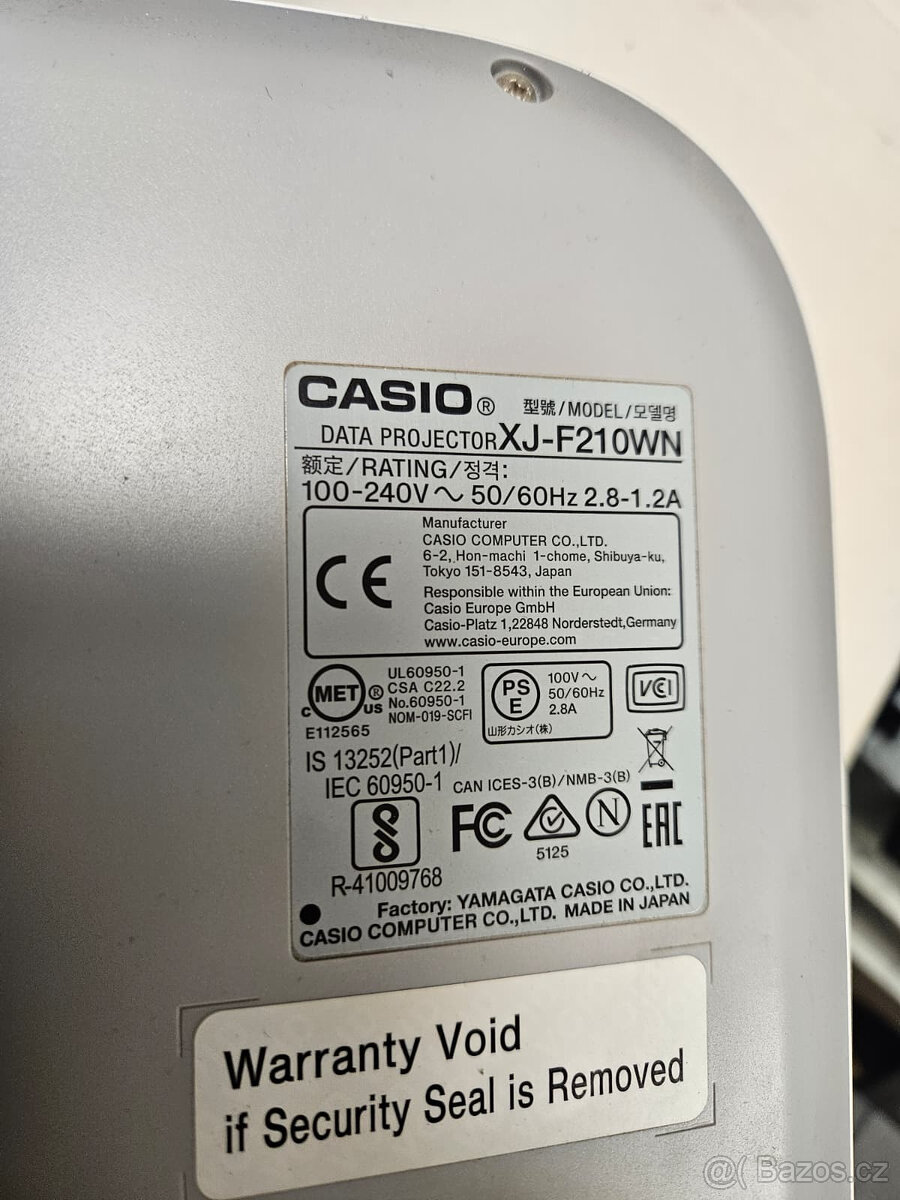 CASIO® 型號/MODEL/모델명
DATA PROJECTOR XJ-F210WN
额定/RATING/정격:
100-240V～ 50/60Hz 2.8-1.2A
CE
Manufacturer
CASIO COMPUTER CO.,LTD.
6-2, Hon-machi 1-chome, Shibuya-ku,
Tokyo 151-8543, Japan
Responsible within the European Union:
Casio Europe GmbH
Casio-Platz 1,22848 Norderstedt,Germany
www.casio-europe.com
c MET® US
E112565
UL60950-1
CSA C22.2
No.60950-1
NOM-019-SCFI
PS
E
100V～
50/60Hz
2.8A
山形カシオ(株)
VCI
IS 13252(Part1)/
IEC 60950-1
R-41009768
CAN ICES-3(B)/NMB-3(B)
FC
5125
N
EAC
Factory: YAMAGATA CASIO CO.,LTD.
CASIO COMPUTER CO.,LTD. MADE IN JAPAN
Warranty Void
if Security Seal is Removed
@( Bazos.cz